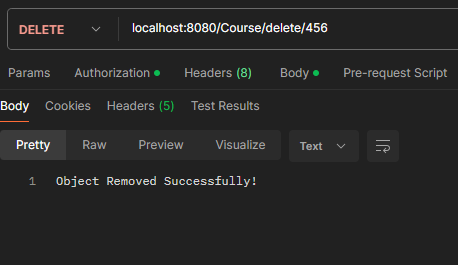 DELETE localhost:8080/Course/delete/456
Params Authorization Headers (8) Body Pre-request Script
Body Cookies Headers (5) Test Results
Pretty Raw Preview Visualize Text
1 Object Removed Successfully!